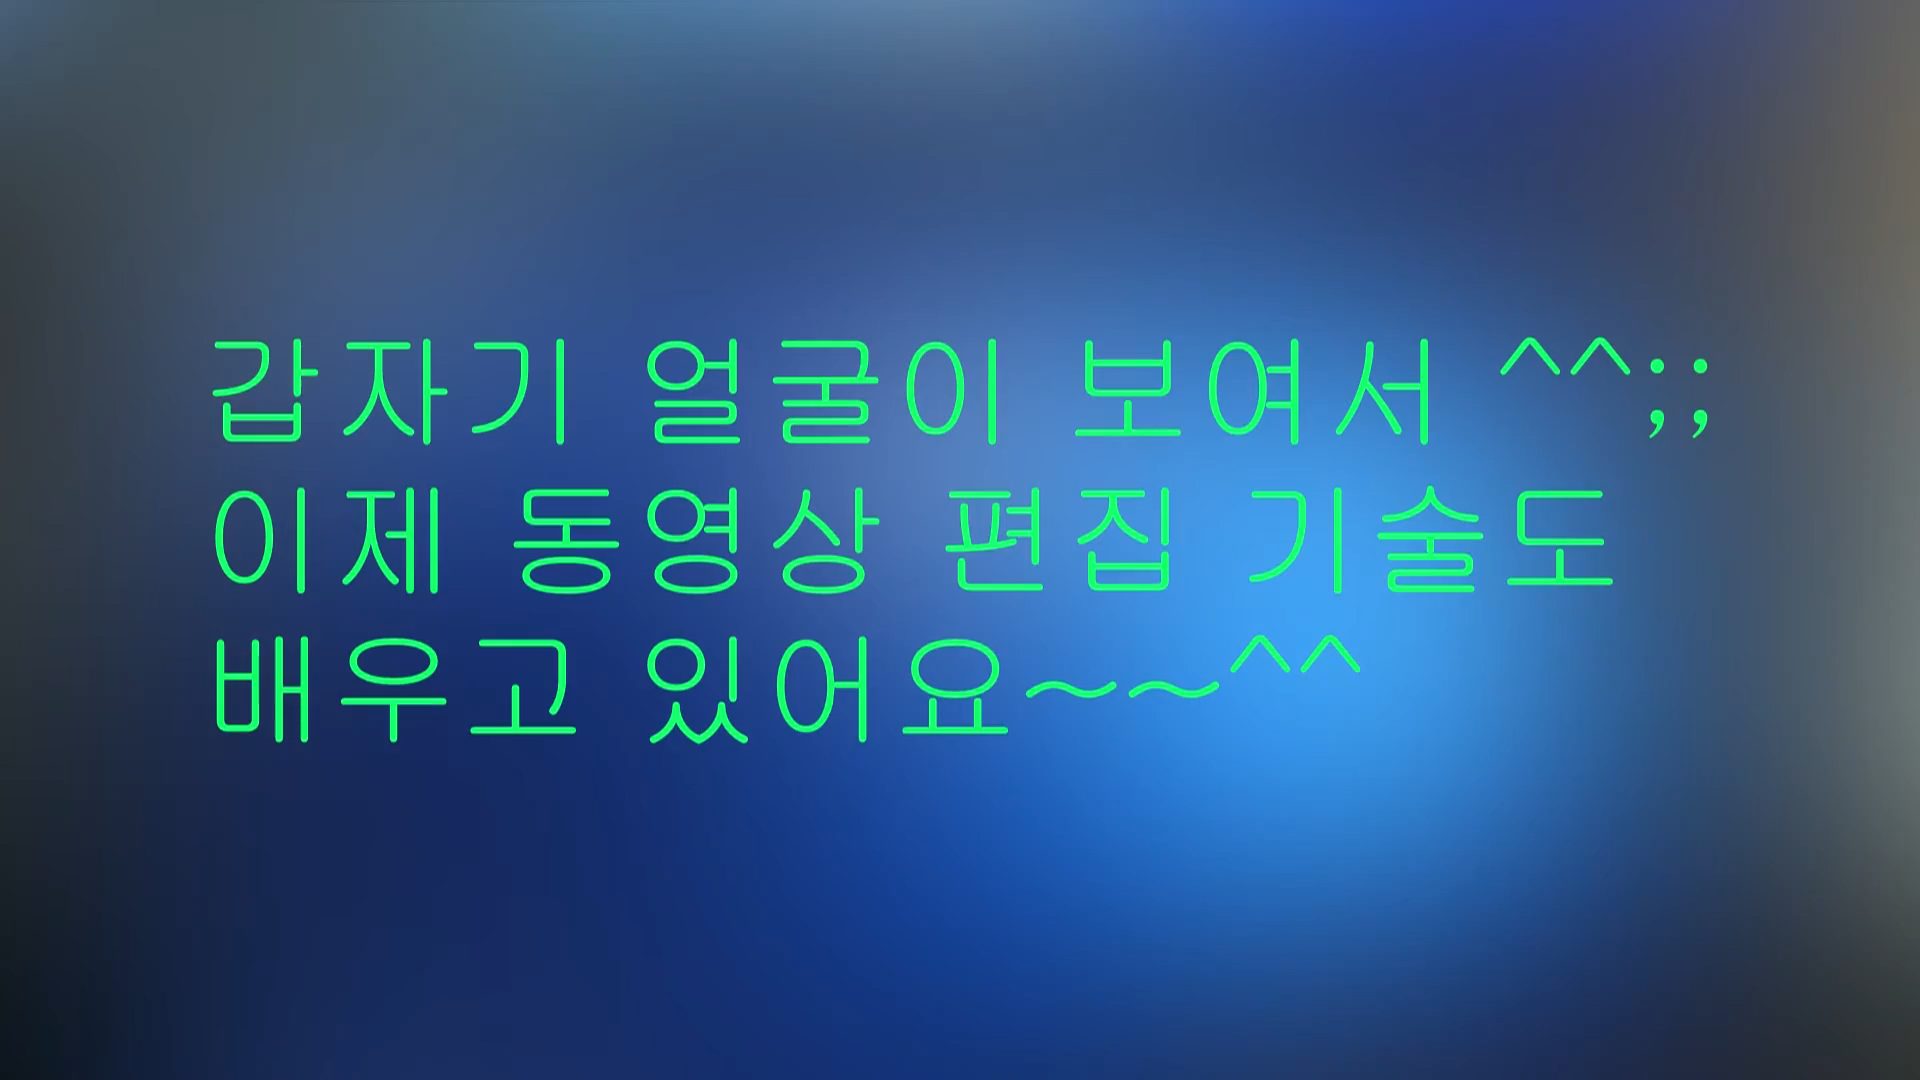 갑자기 얼굴이 보여서 ^^;;
이제 동영상 편집 기술도
배우고 있어요~~^^